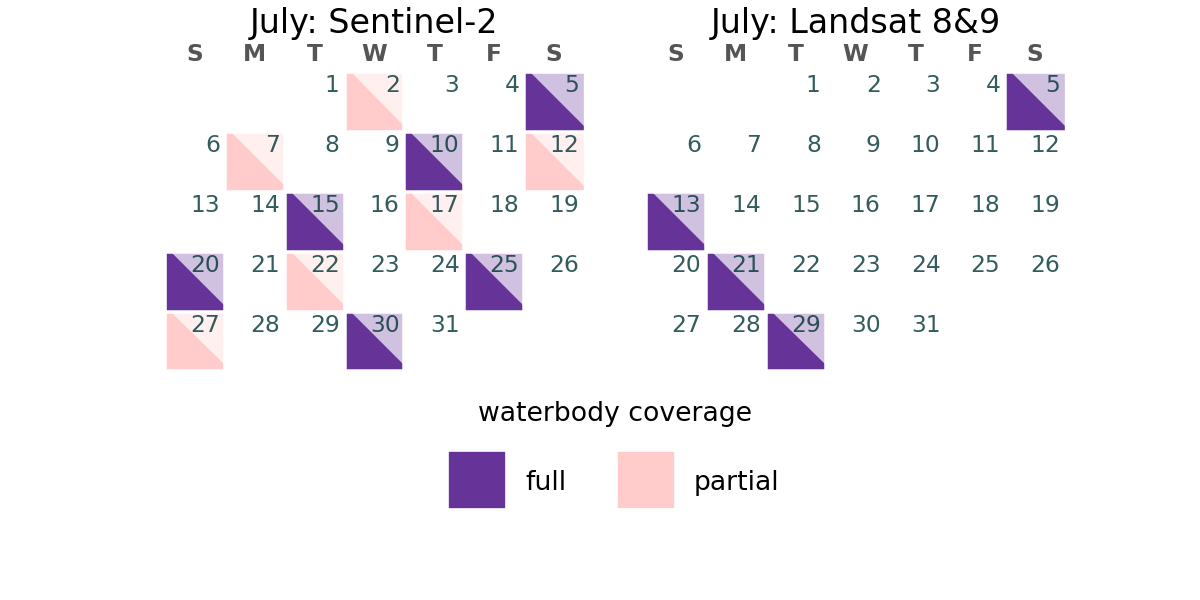 July: Sentinel-2
S M T W T F S
1 2 3 4 5
6 7 8 9 10 11 12
13 14 15 16 17 18 19
20 21 22 23 24 25 26
27 28 29 30 31
July: Landsat 8&9
S M T W T F S
1 2 3 4 5
6 7 8 9 10 11 12
13 14 15 16 17 18 19
20 21 22 23 24 25 26
27 28 29 30 31
waterbody coverage
full partial